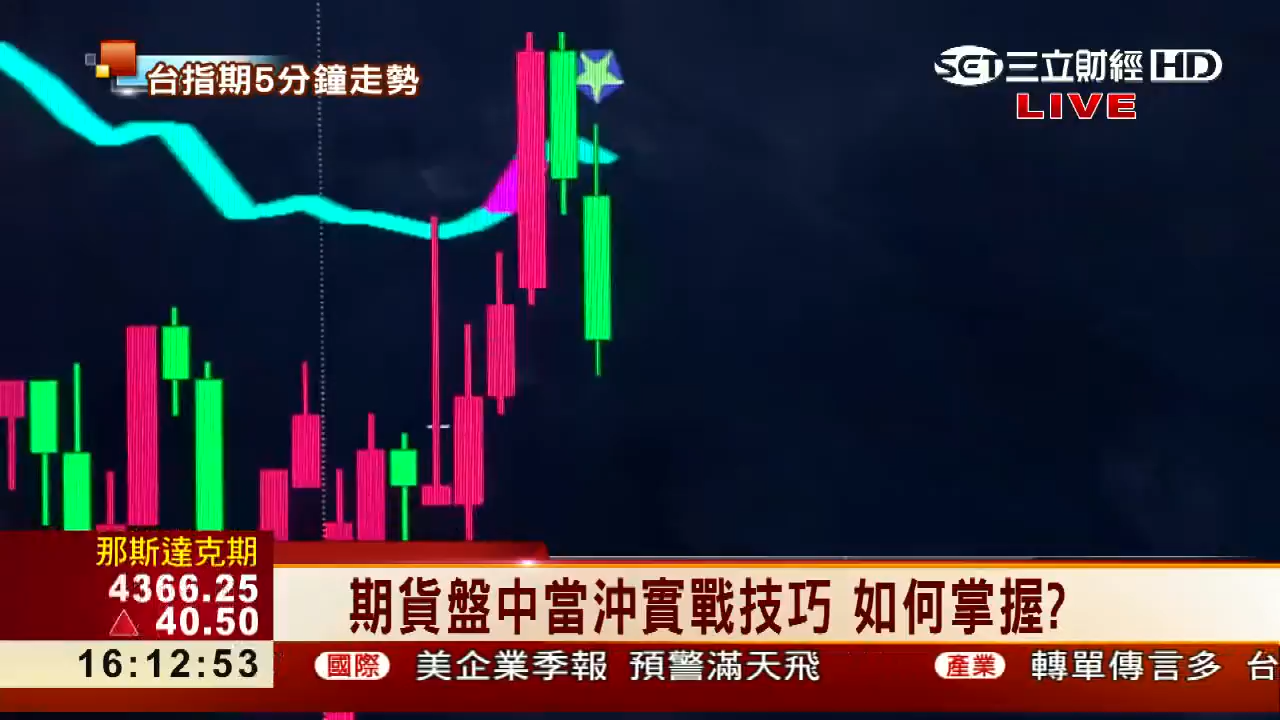 台指期5分鐘走勢
SET三立財經HD
LIVE
那斯達克期
4366.25
△ 40.50
期貨盤中當沖實戰技巧 如何掌握?
16:12:53
國際 美企業季報 預警滿天飛 產業 轉單傳言多 台